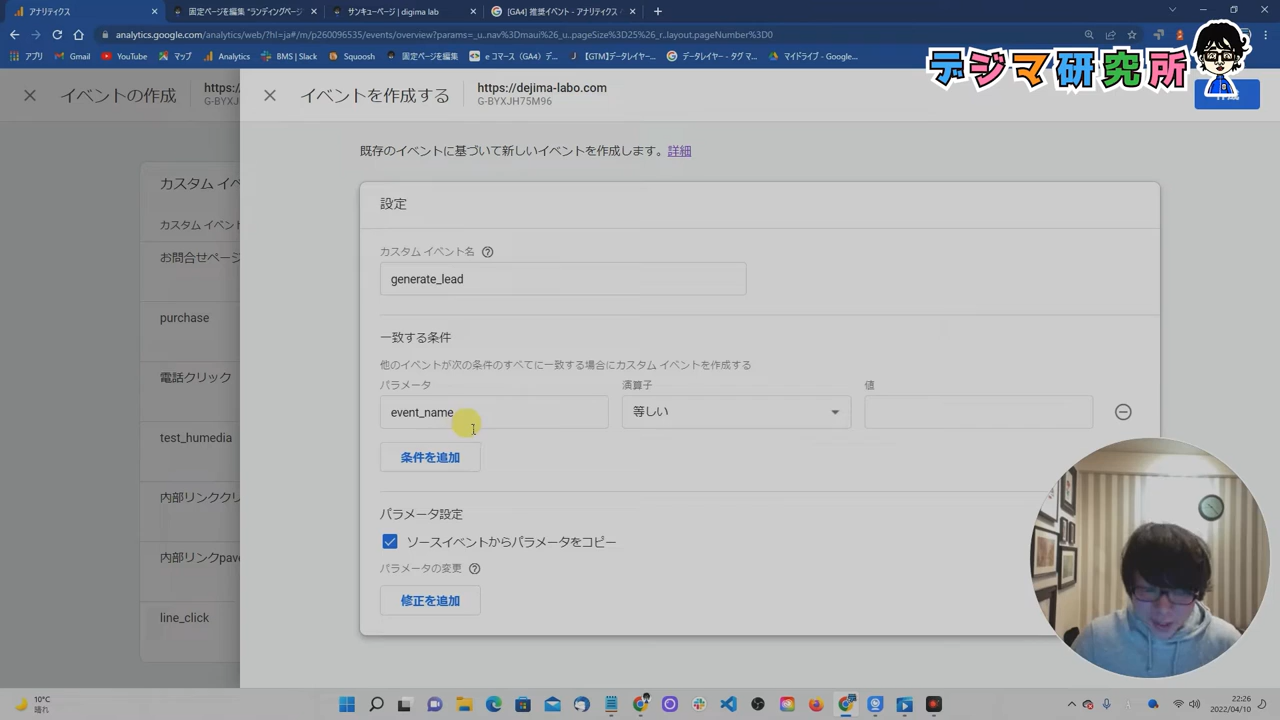 アナリティクス
固定ページを編集 "ランディングページ
サンキューページ | digima lab
[GA4] 推奨イベント - アナリティクス
analytics.google.com/analytics/web/?hl=ja#/m/p260096535/events/overview?params=_u..nav%3Dmaui%26_u..pageSize%3D25%26_r..layout.pageNumber%3D0
アプリ
Gmail
YouTube
マップ
Analytics
BMS | Slack
Squoosh
固定ページを編集
e コマース（GA4）デ...
【GTM】データレイヤー...
データレイヤー - タグ マ...
マイドライブ - Google...
デジマ研究所
イベントの作成
https:/
G-BYXJH
イベントを作成する
https://dejima-labo.com
G-BYXJH75M96
既存のイベントに基づいて新しいイベントを作成します。 詳細
カスタム イベ
設定
カスタム イベント
カスタム イベント名
お問合せページ
generate_lead
purchase
一致する条件
他のイベントが次の条件のすべてに一致する場合にカスタム イベントを作成する
電話クリック
パラメータ
演算子
値
event_name
等しい
test_humedia
条件を追加
内部リンククリ
パラメータ設定
ソースイベントからパラメータをコピー
内部リンクpave
パラメータの変更
修正を追加
line_click
10°C
晴れ
22:26
2022/04/10